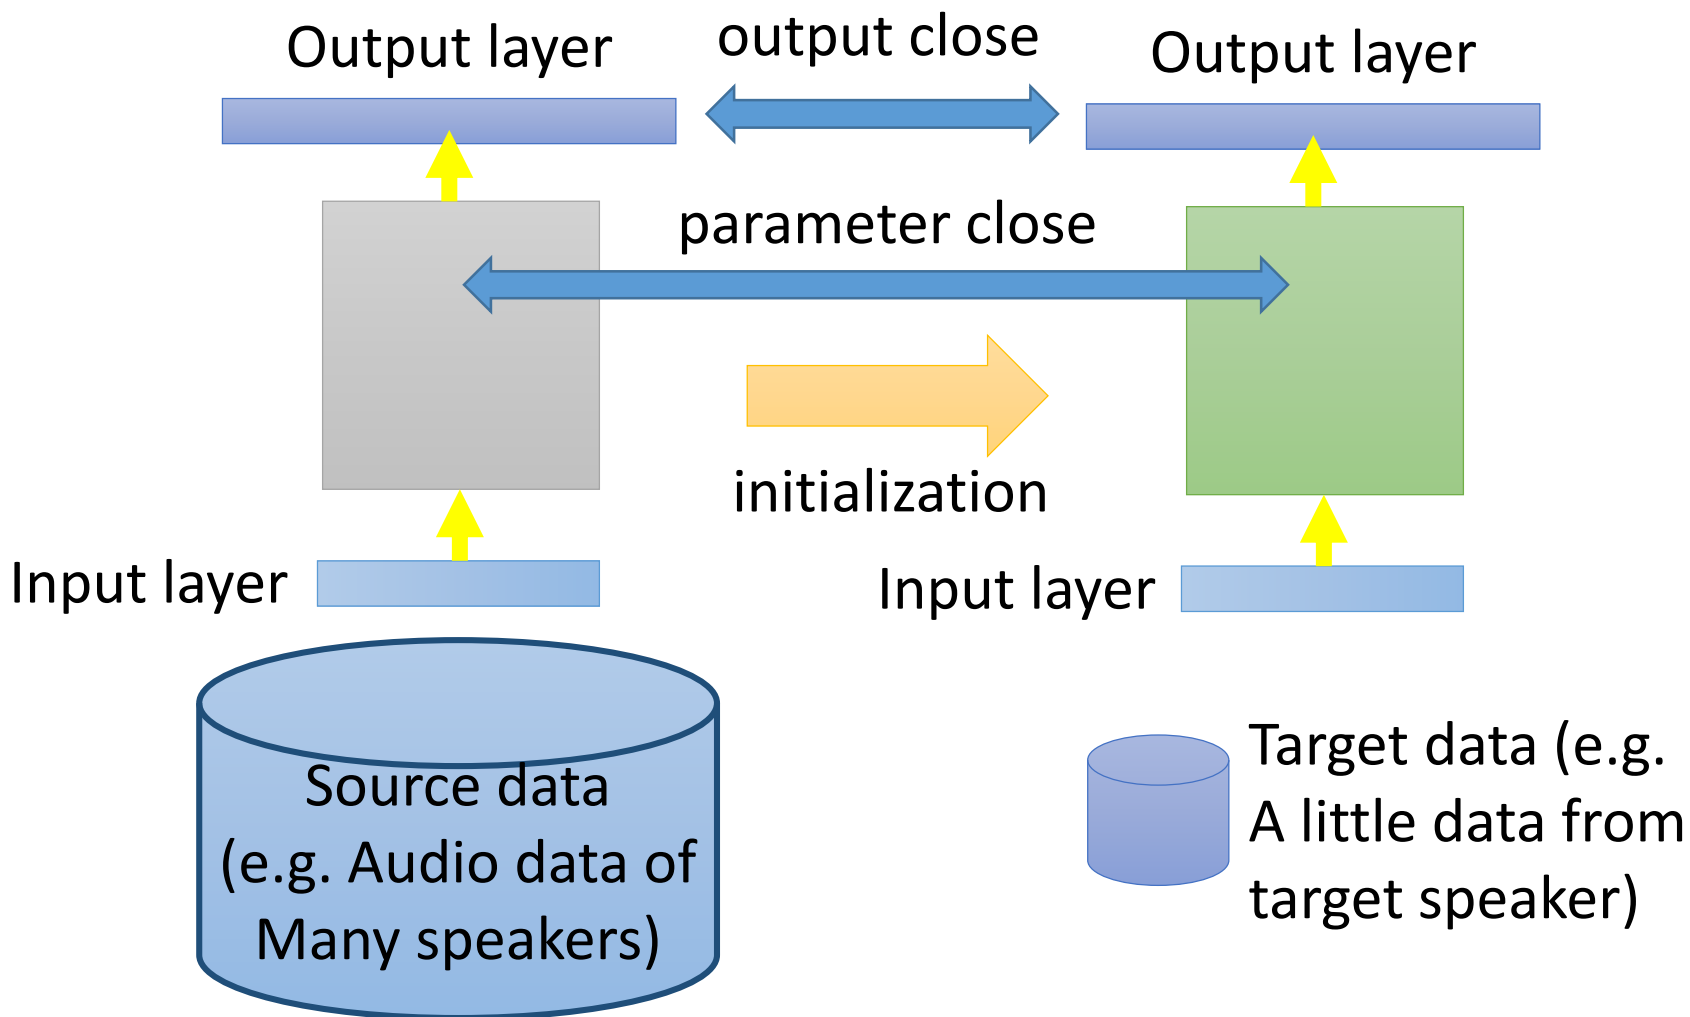 Output layer
output close
Output layer
parameter close
initialization
Input layer
Input layer
Source data
(e.g. Audio data of
Many speakers)
Target data (e.g.
A little data from
target speaker)